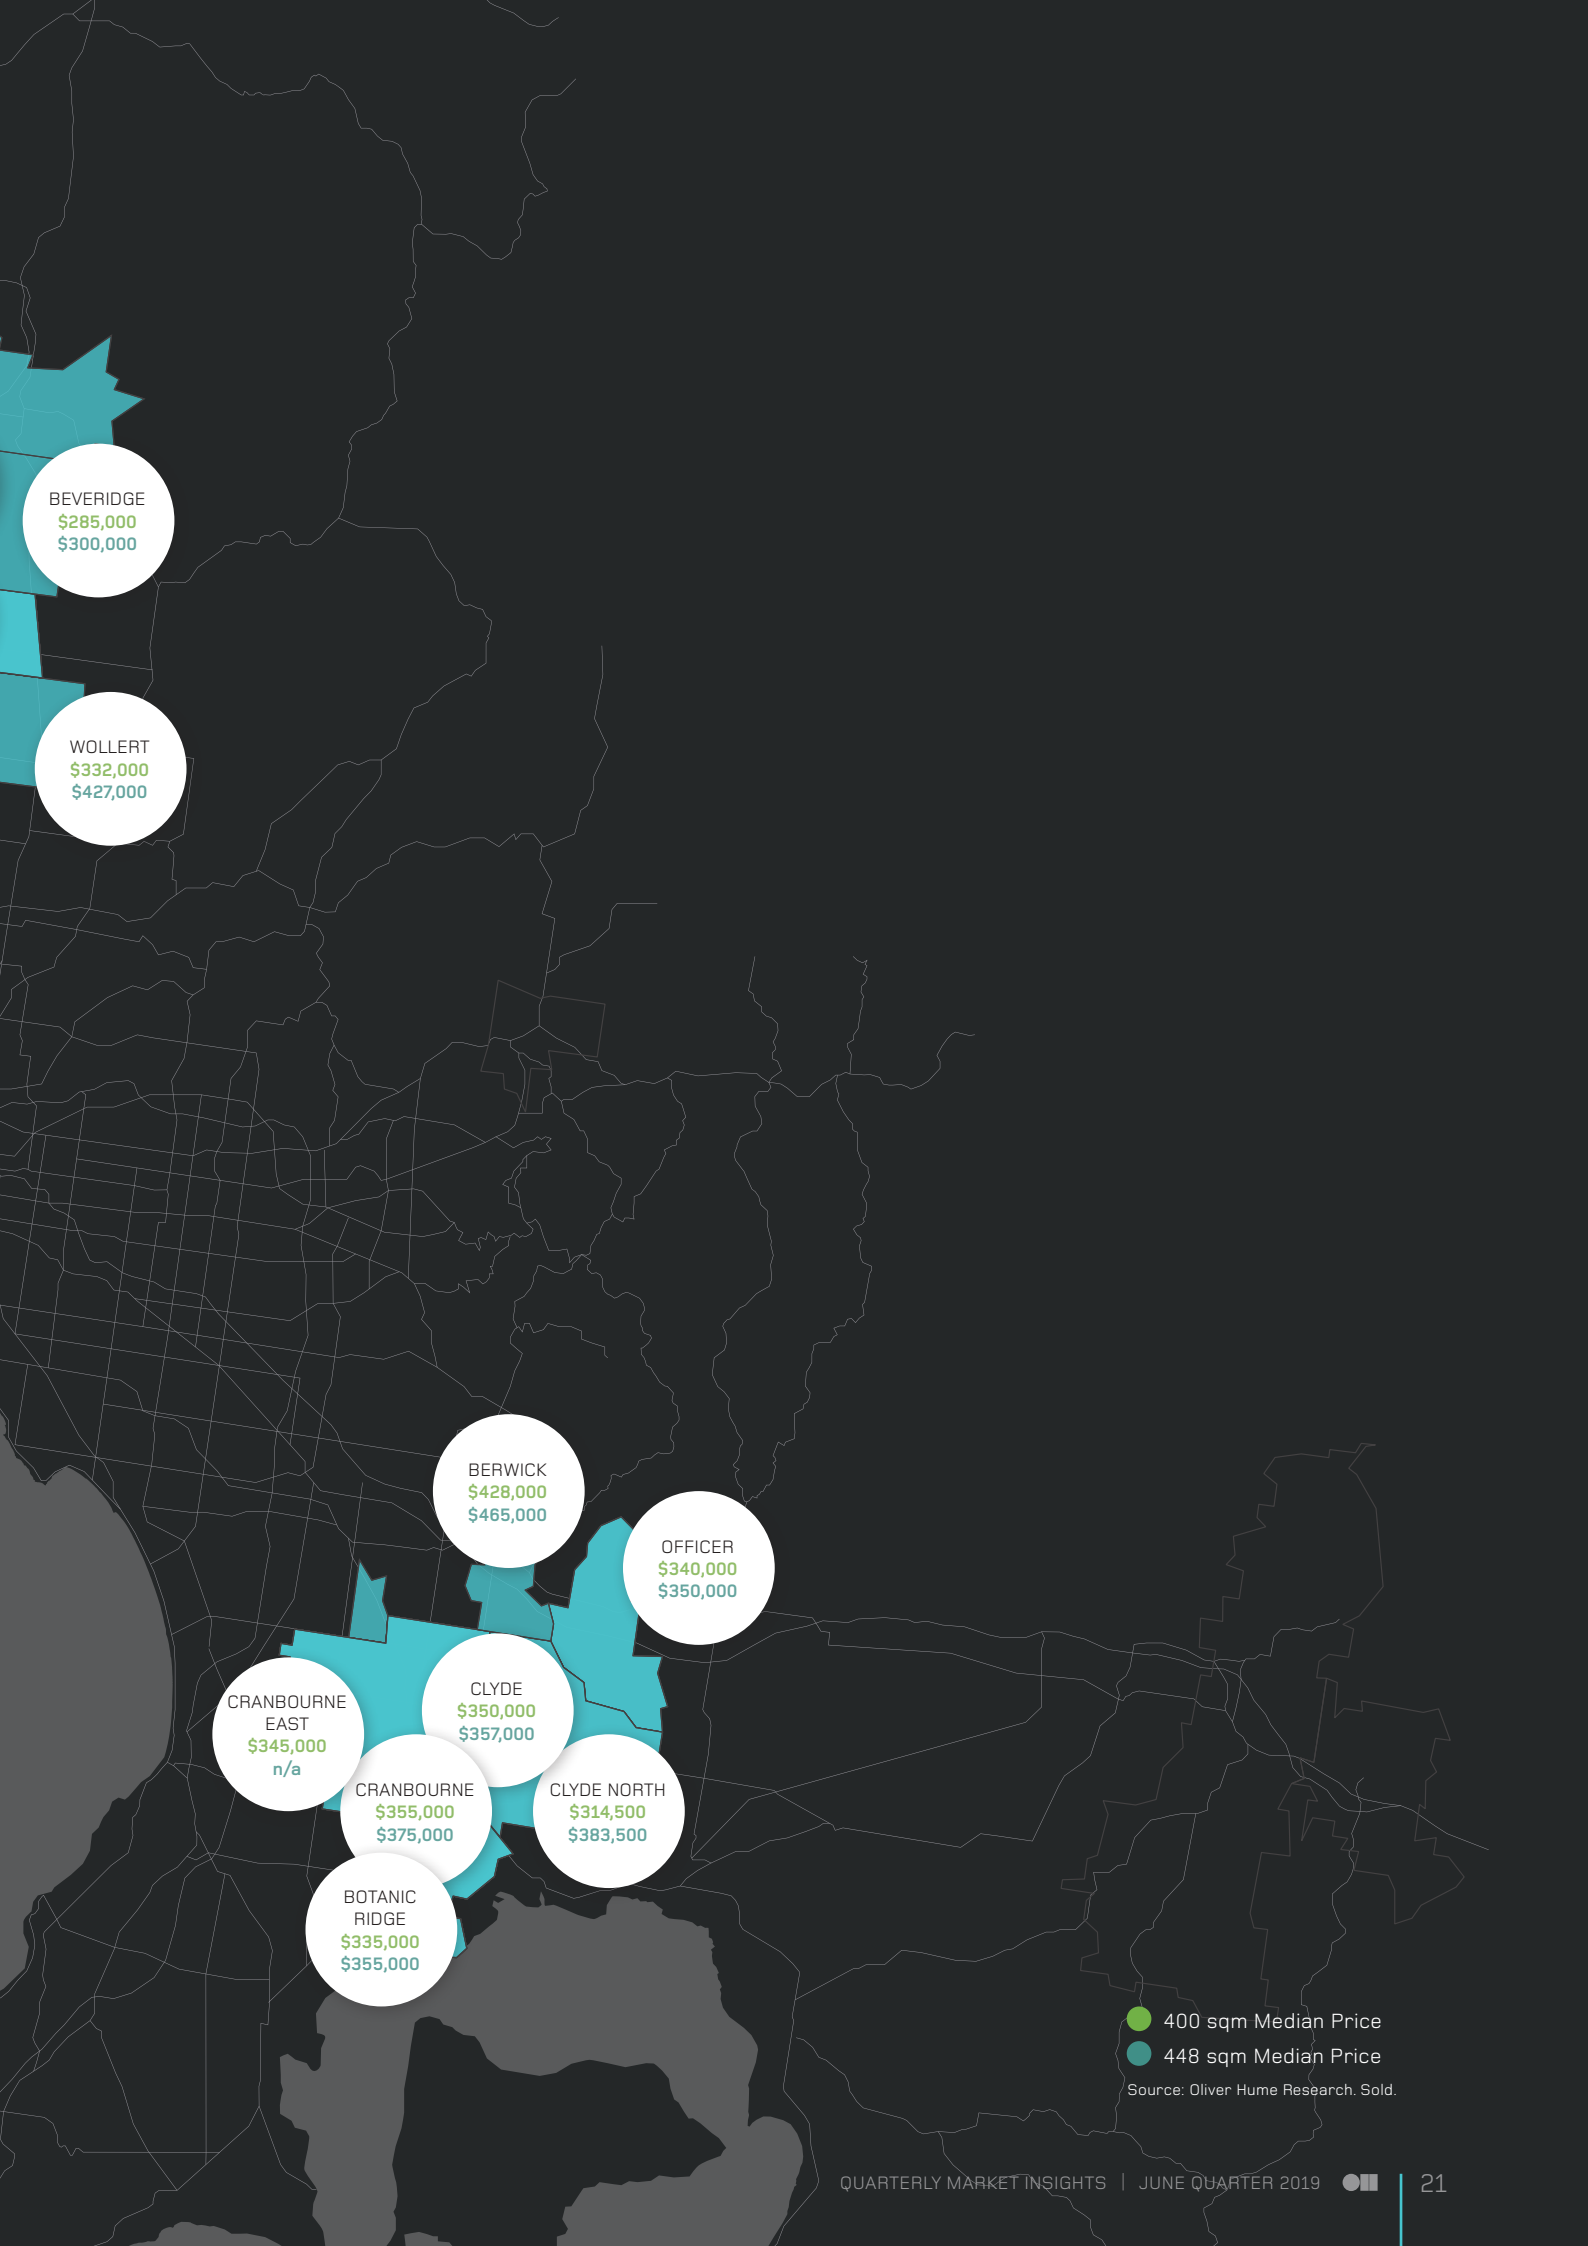 BEVERIDGE
$285,000
$300,000
WOLLERT
$332,000
$427,000
BERWICK
$428,000
$465,000
OFFICER
$340,000
$350,000
CLYDE
$350,000
$357,000
CRANBOURNE
EAST
$345,000
n/a
CRANBOURNE
$355,000
$375,000
CLYDE NORTH
$314,500
$383,500
BOTANIC
RIDGE
$335,000
$355,000
400 sqm Median Price
448 sqm Median Price
Source: Oliver Hume Research. Sold.
QUARTERLY MARKET INSIGHTS | JUNE QUARTER 2019 21